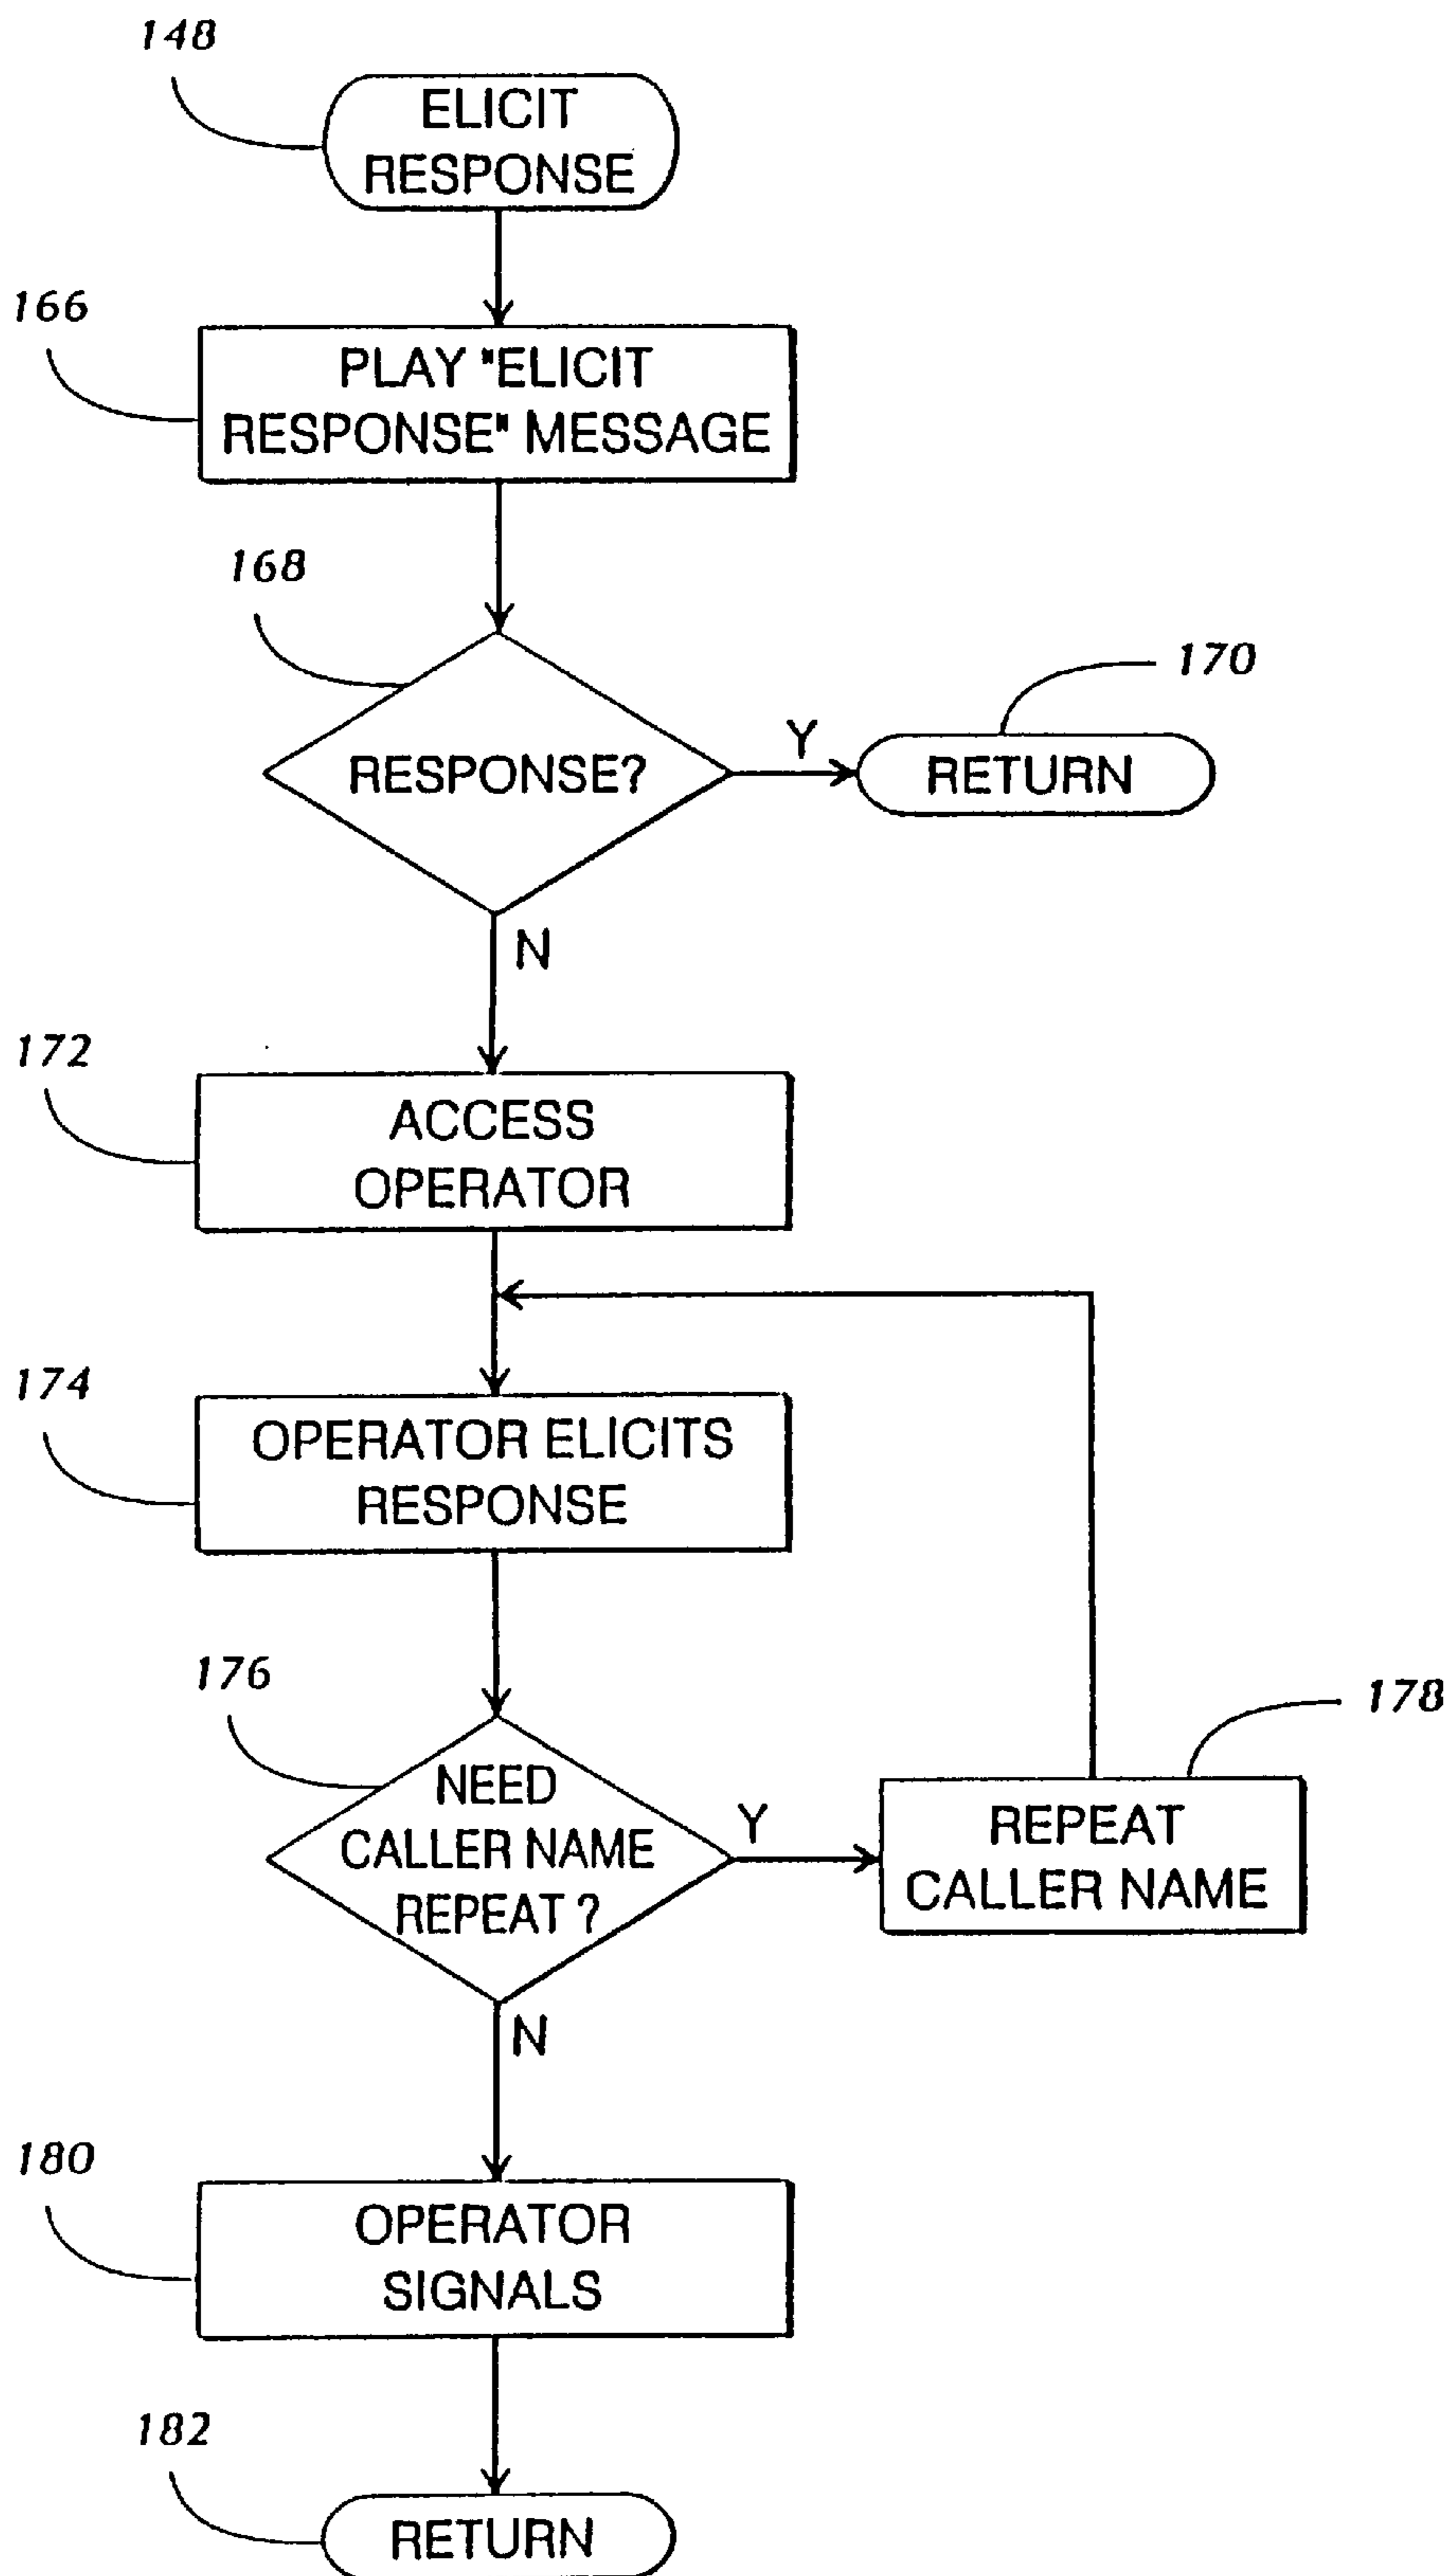 148
ELICIT
RESPONSE
166
PLAY "ELICIT
RESPONSE" MESSAGE
168
RESPONSE?
Y
170
RETURN
N
172
ACCESS
OPERATOR
174
OPERATOR ELICITS
RESPONSE
176
NEED
CALLER NAME
REPEAT ?
Y
178
REPEAT
CALLER NAME
N
180
OPERATOR
SIGNALS
182
RETURN